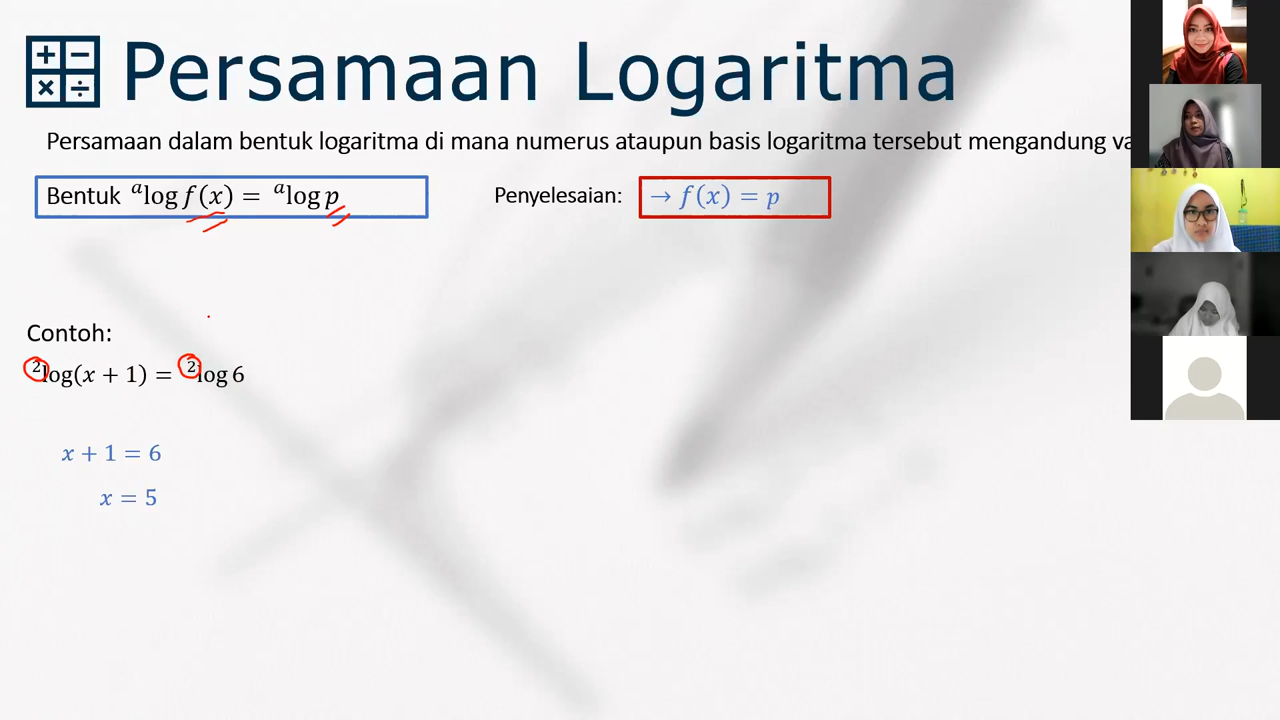 Persamaan Logaritma
Persamaan dalam bentuk logaritma di mana numerus ataupun basis logaritma tersebut mengandung va
Bentuk ᵃlog f(x) = ᵃlog p
Penyelesaian: → f(x) = p
Contoh:
²log(x + 1) = ²log 6
x + 1 = 6
x = 5